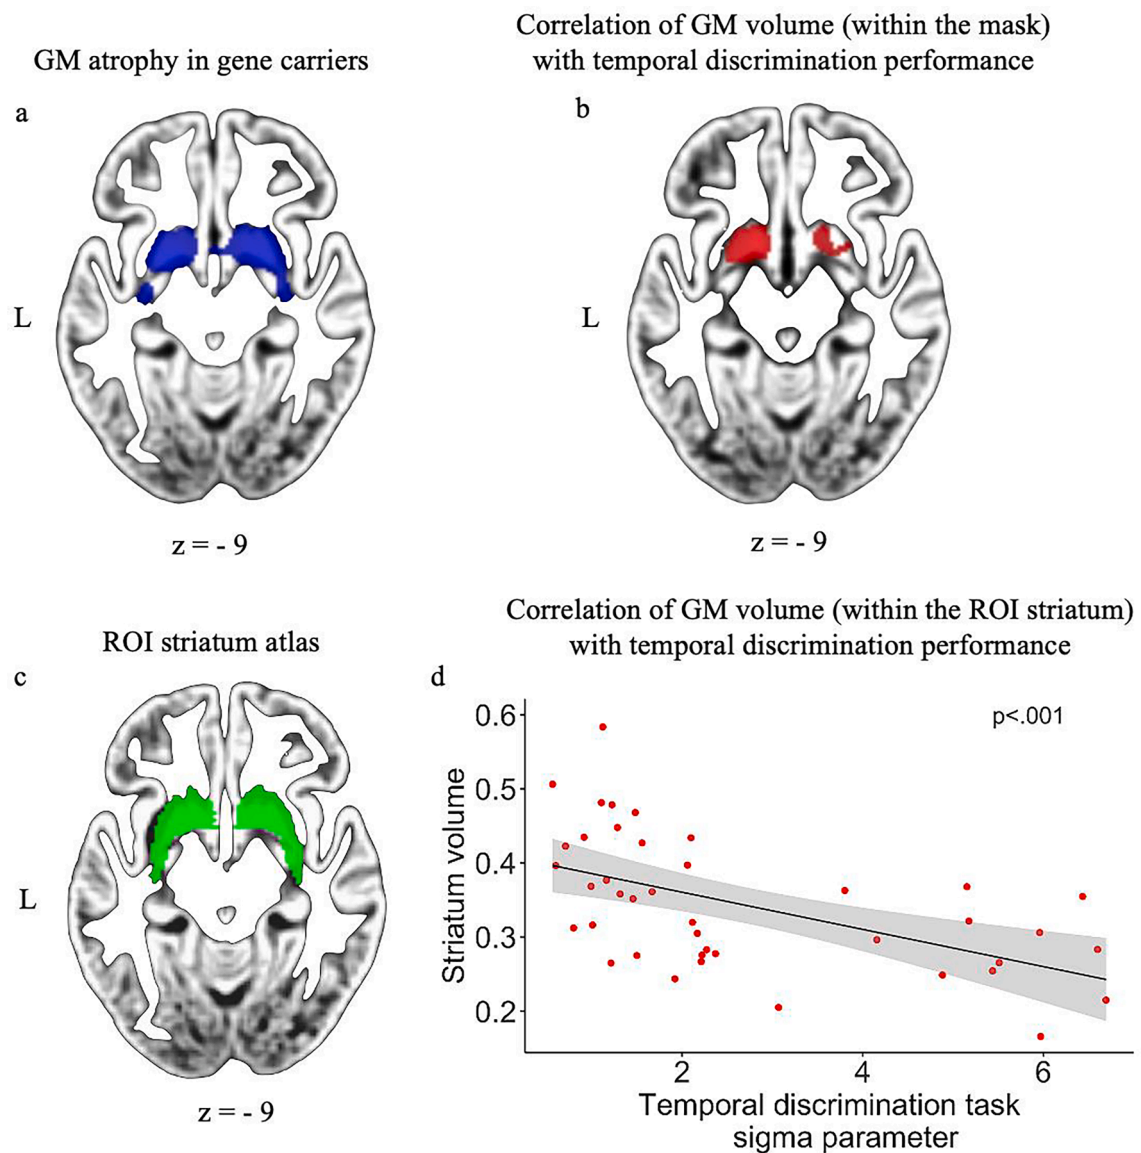 GM atrophy in gene carriers
Correlation of GM volume (within the mask)
with temporal discrimination performance
a
b
L
L
z = - 9
z = - 9
ROI striatum atlas
Correlation of GM volume (within the ROI striatum)
with temporal discrimination performance
c
d
L
z = - 9
p<.001
Striatum volume
0.6
0.5
0.4
0.3
0.2
2
4
6
Temporal discrimination task
sigma parameter